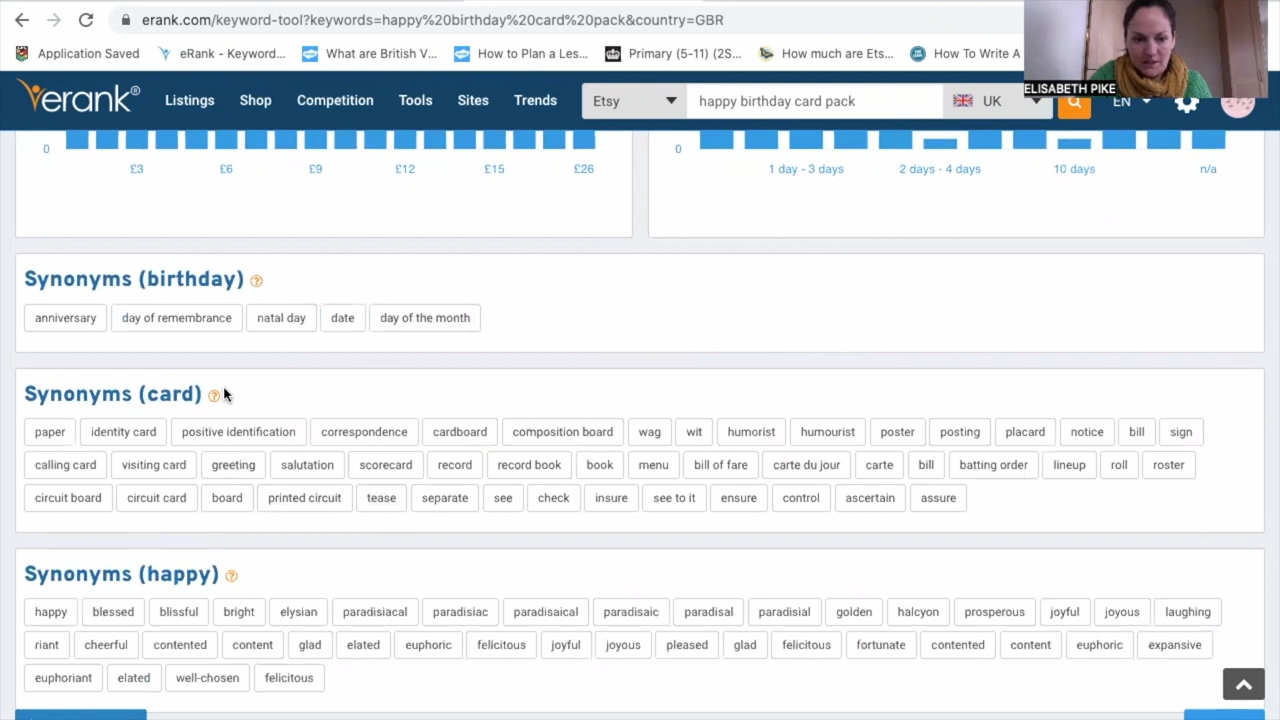 erank.com/keyword-tool?keywords=happy%20birthday%20card%20pack&country=GBR
Application Saved eRank - Keyword... What are British V... How to Plan a Les... Primary (5-11) (2S... How much are Ets... How To Write A
ELISABETH PIKE
erank® Listings Shop Competition Tools Sites Trends Etsy happy birthday card pack UK EN
0 £3 £6 £9 £12 £15 £26
0 1 day - 3 days 2 days - 4 days 10 days n/a
Synonyms (birthday) ?
anniversary day of remembrance natal day date day of the month
Synonyms (card) ?
paper identity card positive identification correspondence cardboard composition board wag wit humorist humourist poster posting placard notice bill sign
calling card visiting card greeting salutation scorecard record record book book menu bill of fare carte du jour carte bill batting order lineup roll roster
circuit board circuit card board printed circuit tease separate see check insure see to it ensure control ascertain assure
Synonyms (happy) ?
happy blessed blissful bright elysian paradisiacal paradisiac paradisaical paradisaic paradisal paradisial golden halcyon prosperous joyful joyous laughing
riant cheerful contented content glad elated euphoric felicitous joyful joyous pleased glad felicitous fortunate contented content euphoric expansive
euphoriant elated well-chosen felicitous